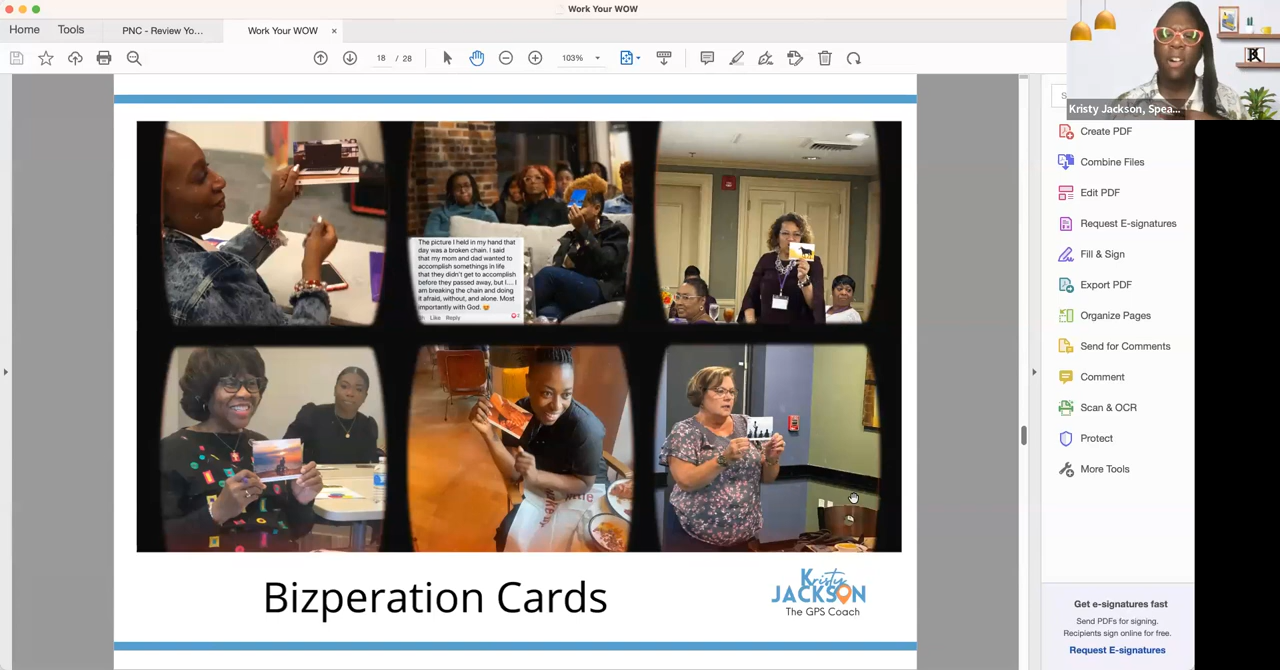 Work Your WOW
Home
Tools
PNC - Review Yo...
Work Your WOW
×
18 / 28
103%
Kristy Jackson, Spea...
The picture I held in my hand that
day was a broken chain. I said
that my mom and dad wanted to
accomplish somethings in life
that they didn't get to accomplish
before they passed away, but I.... I
am breaking the chain and doing
it afraid, without, and alone. Most
importantly with God. 😍
Like Reply
Bizperation Cards
Kristy
JACKSON
The GPS Coach
Create PDF
Combine Files
Edit PDF
Request E-signatures
Fill & Sign
Export PDF
Organize Pages
Send for Comments
Comment
Scan & OCR
Protect
More Tools
Get e-signatures fast
Send PDFs for signing.
Recipients sign online for free.
Request E-signatures